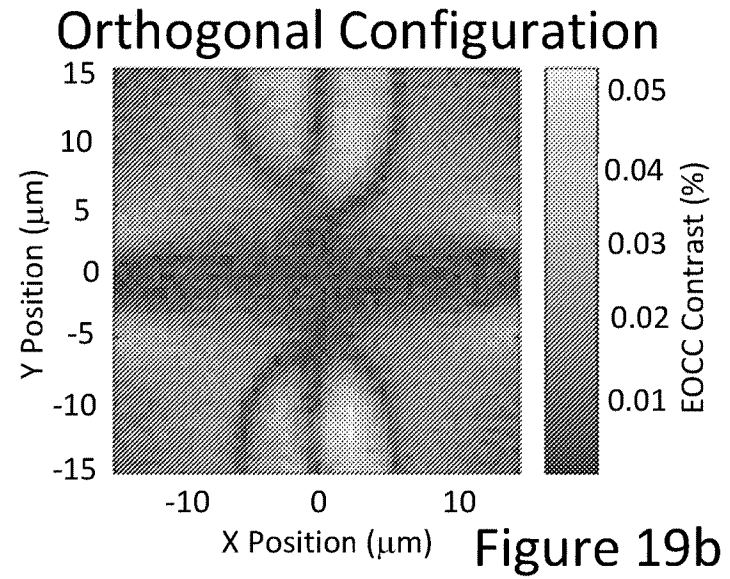 Orthogonal Configuration
15
10
5
0
-5
-10
-15
Y Position (μm)
-10 0 10
X Position (μm)
0.05
0.04
0.03
0.02
0.01
EOCC Contrast (%)
Figure 19b